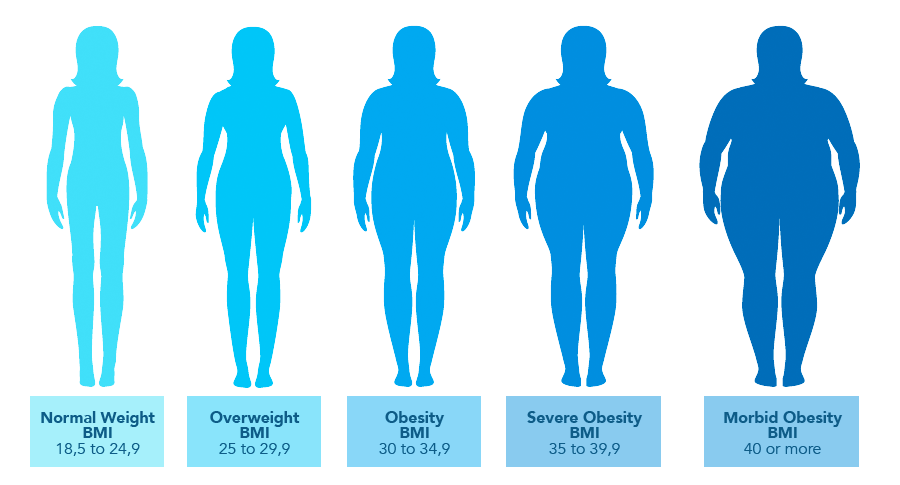 Normal Weight
BMI
18,5 to 24,9
Overweight
BMI
25 to 29,9
Obesity
BMI
30 to 34,9
Severe Obesity
BMI
35 to 39,9
Morbid Obesity
BMI
40 or more